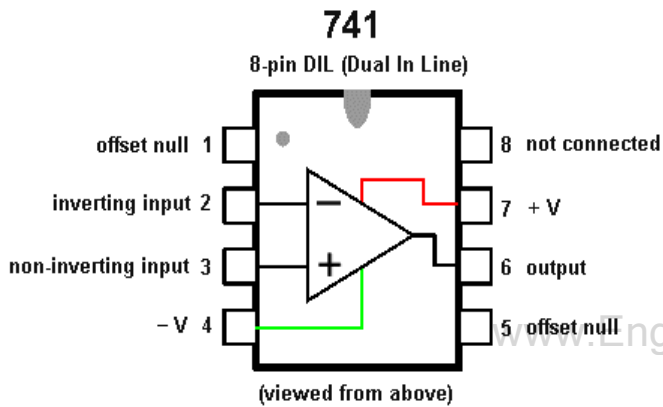 741
8-pin DIL (Dual In Line)
offset null 1
8 not connected
inverting input 2
7 + V
non-inverting input 3
6 output
− V 4
5 offset null
−
+
(viewed from above)